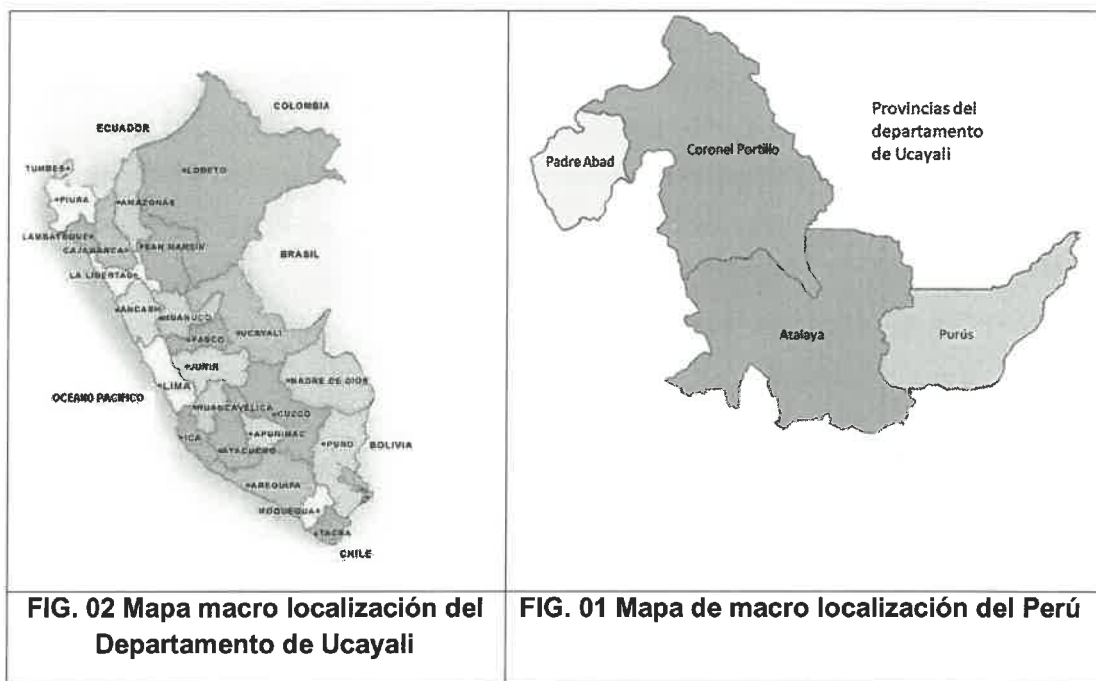 COLOMBIA
ECUADOR
TUMBES
PIURA
LORETO
AMAZONAS
LAMBAYEQUE
CAJAMARCA
SAN MARTIN
LA LIBERTAD
BRASIL
ANCASH
HUANUCO
UCAYALI
PASCO
JUNIN
LIMA
MADRE DE DIOS
OCEANO PACIFICO
HUANCAVELICA
CUZCO
ICA
APURIMAC
AYACUCHO
PUNO
BOLIVIA
AREQUIPA
MOQUEGUA
TACNA
CHILE
FIG. 02 Mapa macro localización del
Departamento de Ucayali
Provincias del
departamento
de Ucayali
Padre Abad
Coronel Portillo
Atalaya
Purús
FIG. 01 Mapa de macro localización del Perú